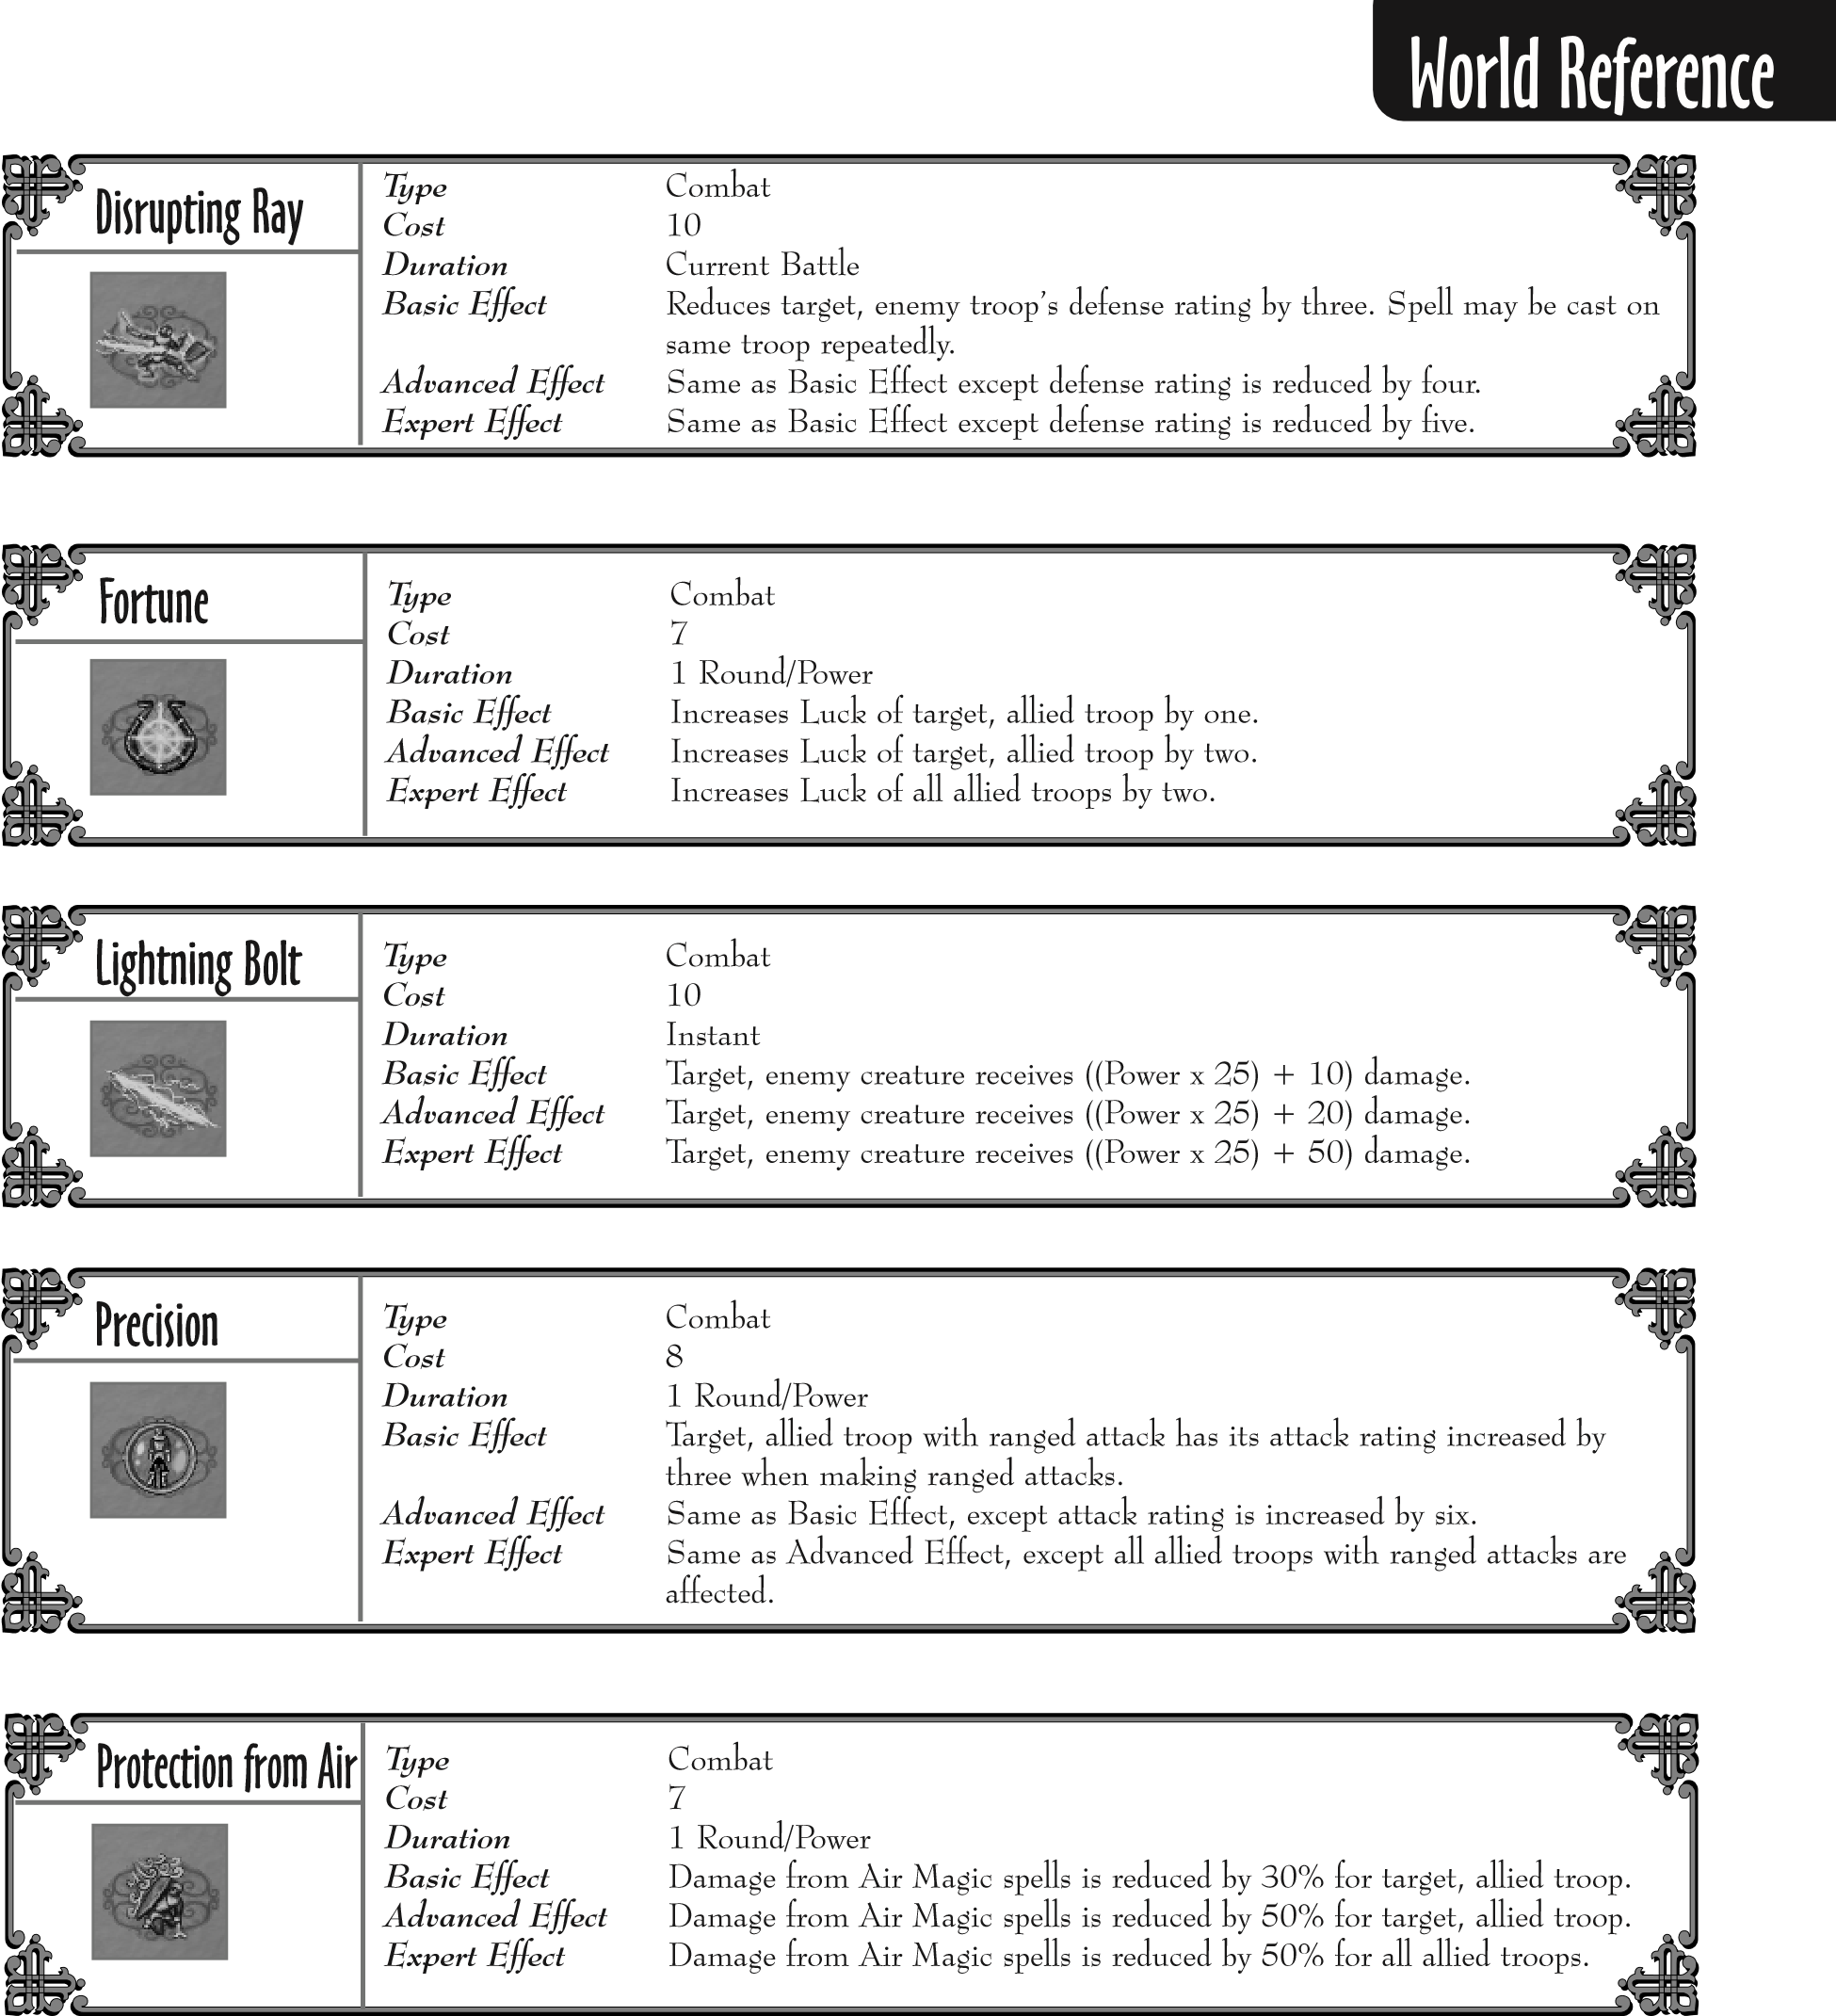 World Reference
Disrupting Ray
Type Combat
Cost 10
Duration Current Battle
Basic Effect Reduces target, enemy troop's defense rating by three. Spell may be cast on
same troop repeatedly.
Advanced Effect Same as Basic Effect except defense rating is reduced by four.
Expert Effect Same as Basic Effect except defense rating is reduced by five.
Fortune
Type Combat
Cost 7
Duration 1 Round/Power
Basic Effect Increases Luck of target, allied troop by one.
Advanced Effect Increases Luck of target, allied troop by two.
Expert Effect Increases Luck of all allied troops by two.
Lightning Bolt
Type Combat
Cost 10
Duration Instant
Basic Effect Target, enemy creature receives ((Power x 25) + 10) damage.
Advanced Effect Target, enemy creature receives ((Power x 25) + 20) damage.
Expert Effect Target, enemy creature receives ((Power x 25) + 50) damage.
Precision
Type Combat
Cost 8
Duration 1 Round/Power
Basic Effect Target, allied troop with ranged attack has its attack rating increased by
three when making ranged attacks.
Advanced Effect Same as Basic Effect, except attack rating is increased by six.
Expert Effect Same as Advanced Effect, except all allied troops with ranged attacks are
affected.
Protection from Air
Type Combat
Cost 7
Duration 1 Round/Power
Basic Effect Damage from Air Magic spells is reduced by 30% for target, allied troop.
Advanced Effect Damage from Air Magic spells is reduced by 50% for target, allied troop.
Expert Effect Damage from Air Magic spells is reduced by 50% for all allied troops.